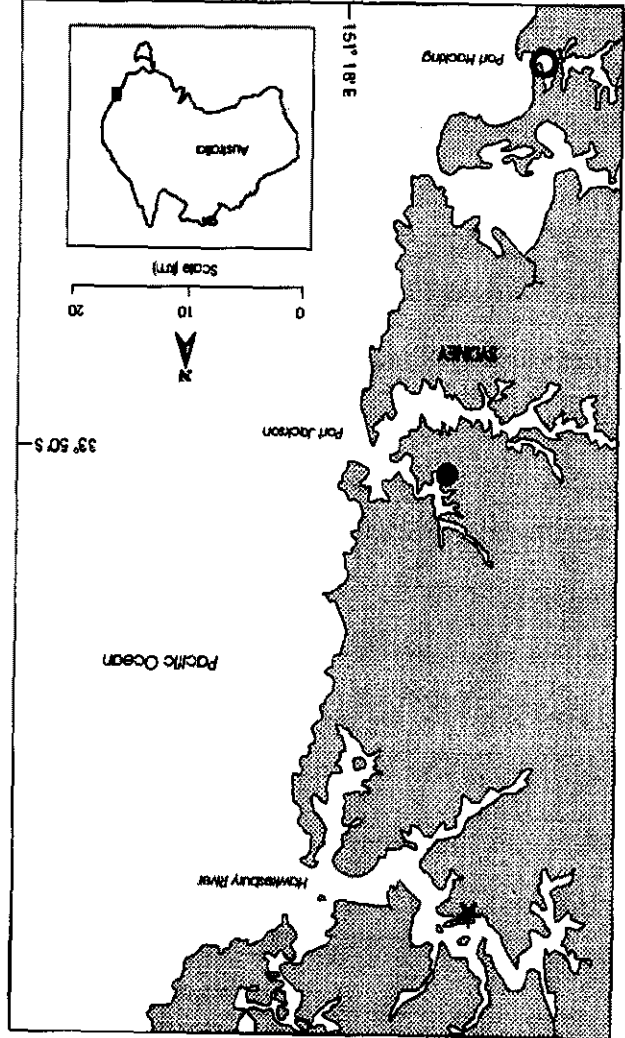 Hawkesbury River
Pacific Ocean
33° 50' S
Port Jackson
SYDNEY
N
0 10 20
Scale (km)
Australia
Port Hacking
151° 18' E